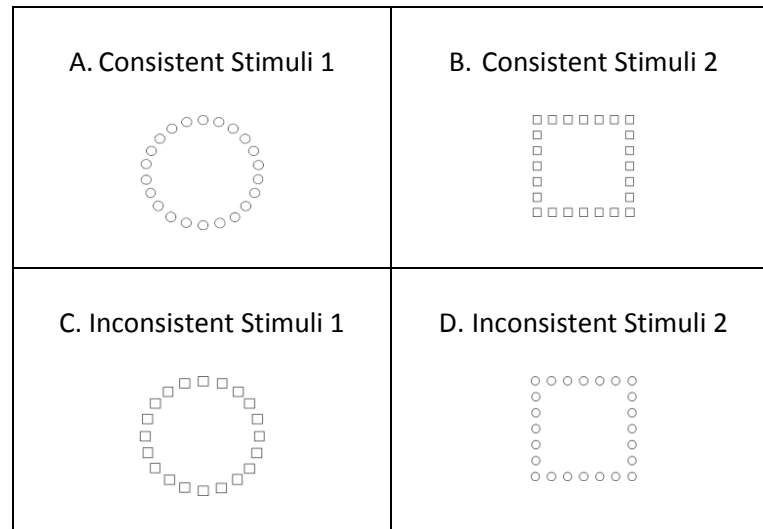 A. Consistent Stimuli 1
B. Consistent Stimuli 2
C. Inconsistent Stimuli 1
D. Inconsistent Stimuli 2